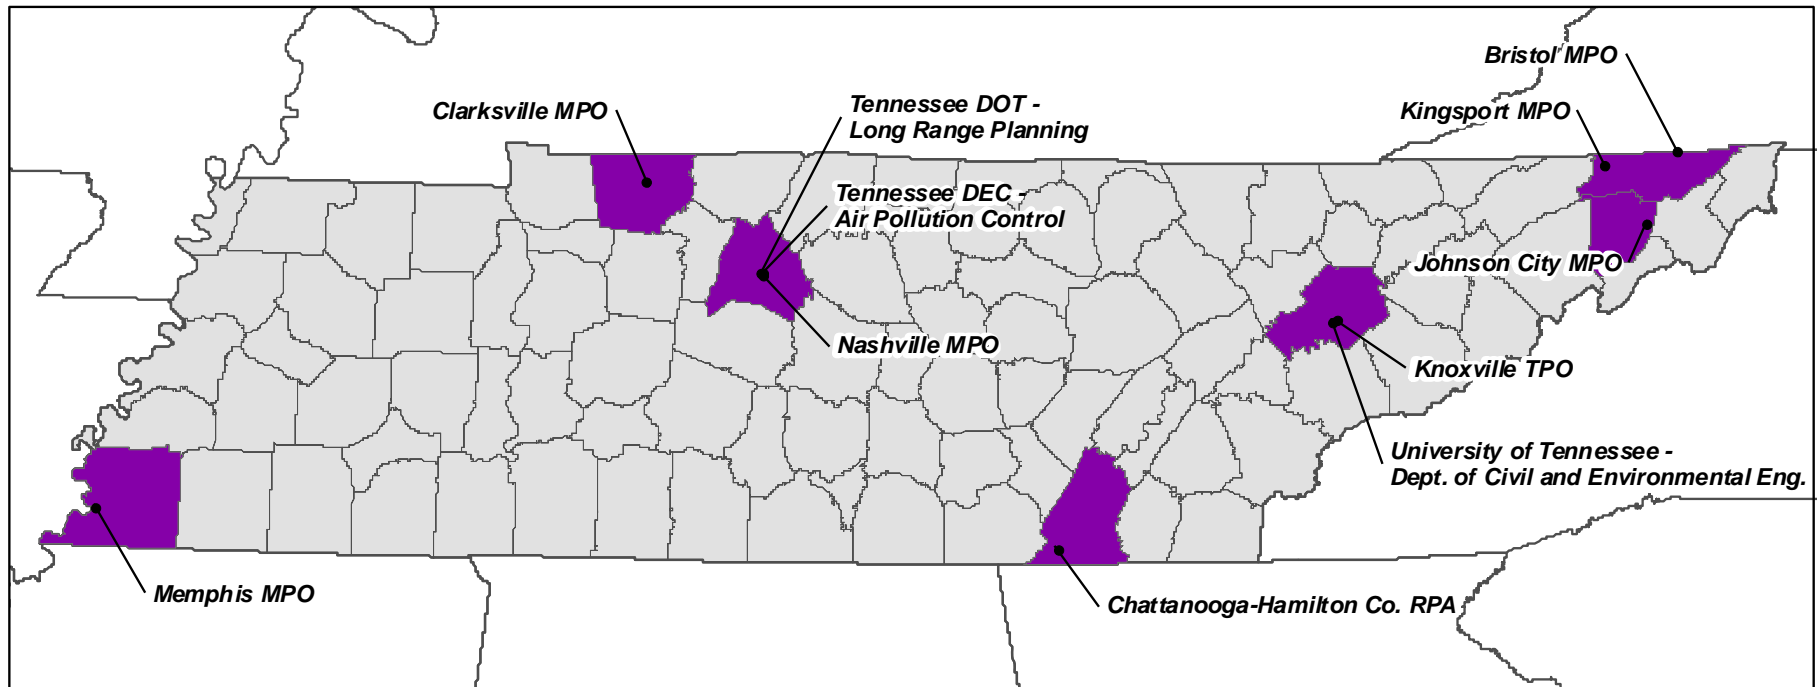 Bristol MPO
Clarksville MPO
Tennessee DOT -
Long Range Planning
Kingsport MPO
Tennessee DEC -
Air Pollution Control
Johnson City MPO
Nashville MPO
Knoxville TPO
University of Tennessee -
Dept. of Civil and Environmental Eng.
Memphis MPO
Chattanooga-Hamilton Co. RPA